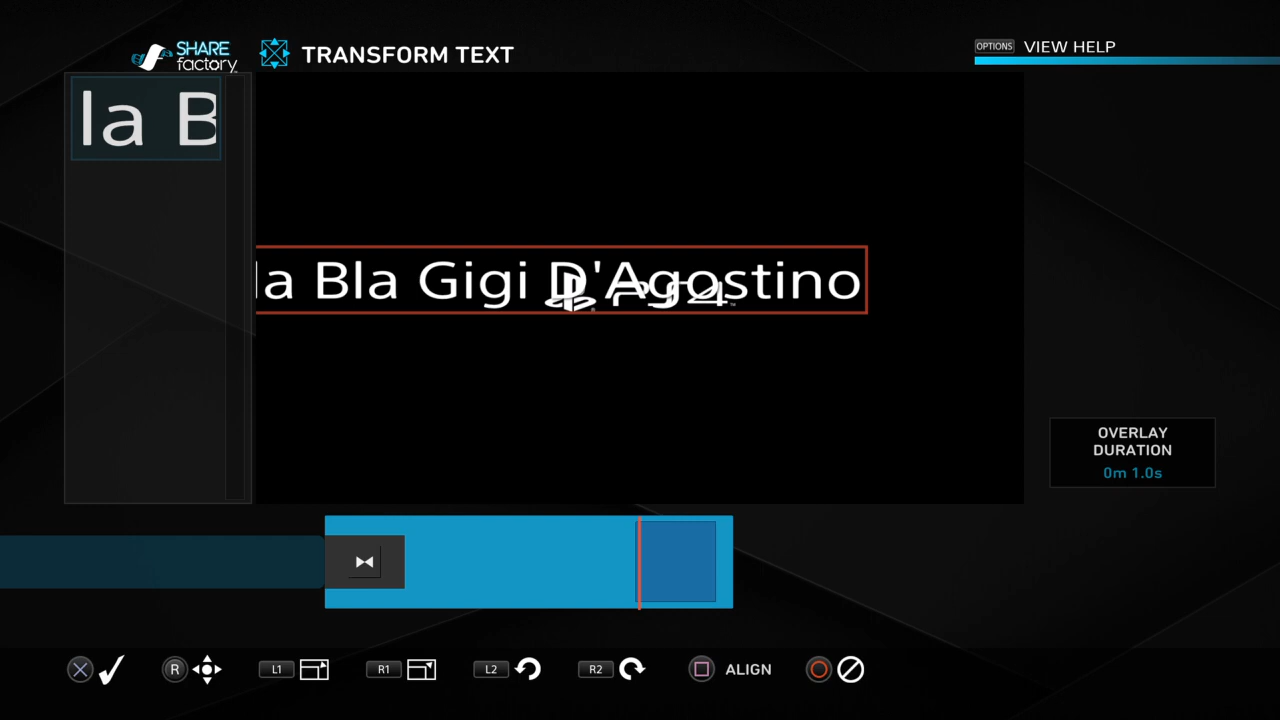 SHARE
factory
TRANSFORM TEXT
OPTIONS VIEW HELP
la B
la Bla Gigi D'Agostino
PS4
OVERLAY
DURATION
0m 1.0s
R
L1
R1
L2
R2
ALIGN